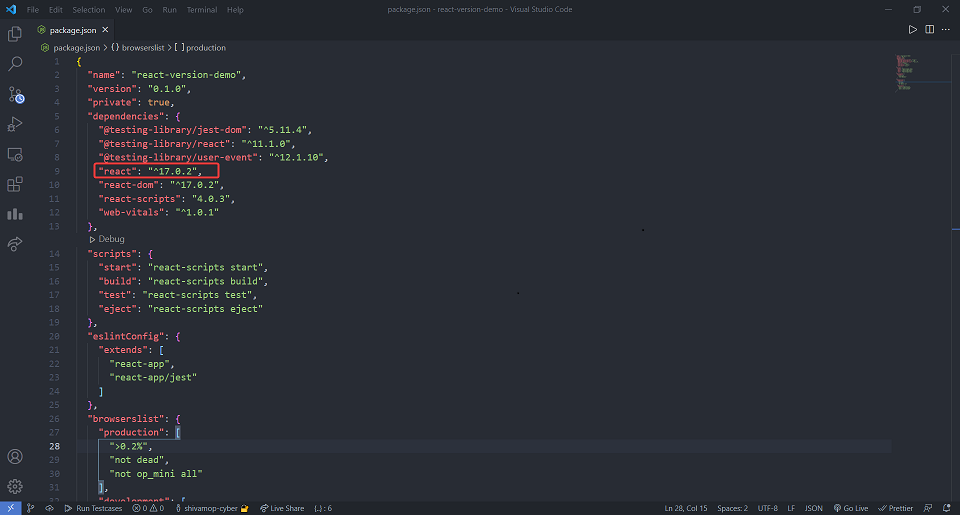 File Edit Selection View Go Run Terminal Help package.json - react-version-demo - Visual Studio Code
package.json
package.json > {} browserslist > [ ] production
1 {
2 "name": "react-version-demo",
3 "version": "0.1.0",
4 "private": true,
5 "dependencies": {
6 "@testing-library/jest-dom": "^5.11.4",
7 "@testing-library/react": "^11.1.0",
8 "@testing-library/user-event": "^12.1.10",
9 "react": "^17.0.2",
10 "react-dom": "^17.0.2",
11 "react-scripts": "4.0.3",
12 "web-vitals": "^1.0.1"
13 },
Debug
14 "scripts": {
15 "start": "react-scripts start",
16 "build": "react-scripts build",
17 "test": "react-scripts test",
18 "eject": "react-scripts eject"
19 },
20 "eslintConfig": {
21 "extends": [
22 "react-app",
23 "react-app/jest"
24 ]
25 },
26 "browserslist": {
27 "production": [
28 ">0.2%",
29 "not dead",
30 "not op_mini all"
31 ],
32 "development": [
Run Testcases 0 0 shivamop-cyber Live Share {..} : 6 Ln 28, Col 15 Spaces: 2 UTF-8 LF JSON Go Live Prettier